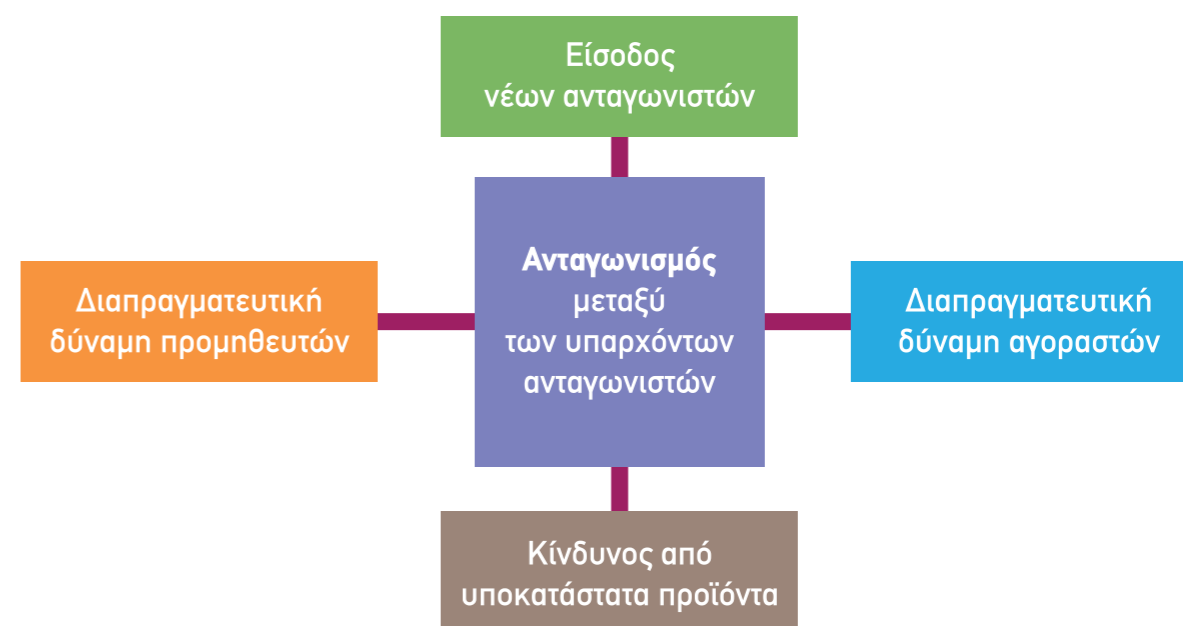 Είσοδος
νέων ανταγωνιστών
Ανταγωνισμός
μεταξύ
των υπαρχόντων
ανταγωνιστών
Διαπραγματευτική
δύναμη προμηθευτών
Διαπραγματευτική
δύναμη αγοραστών
Κίνδυνος από
υποκατάστατα προϊόντα